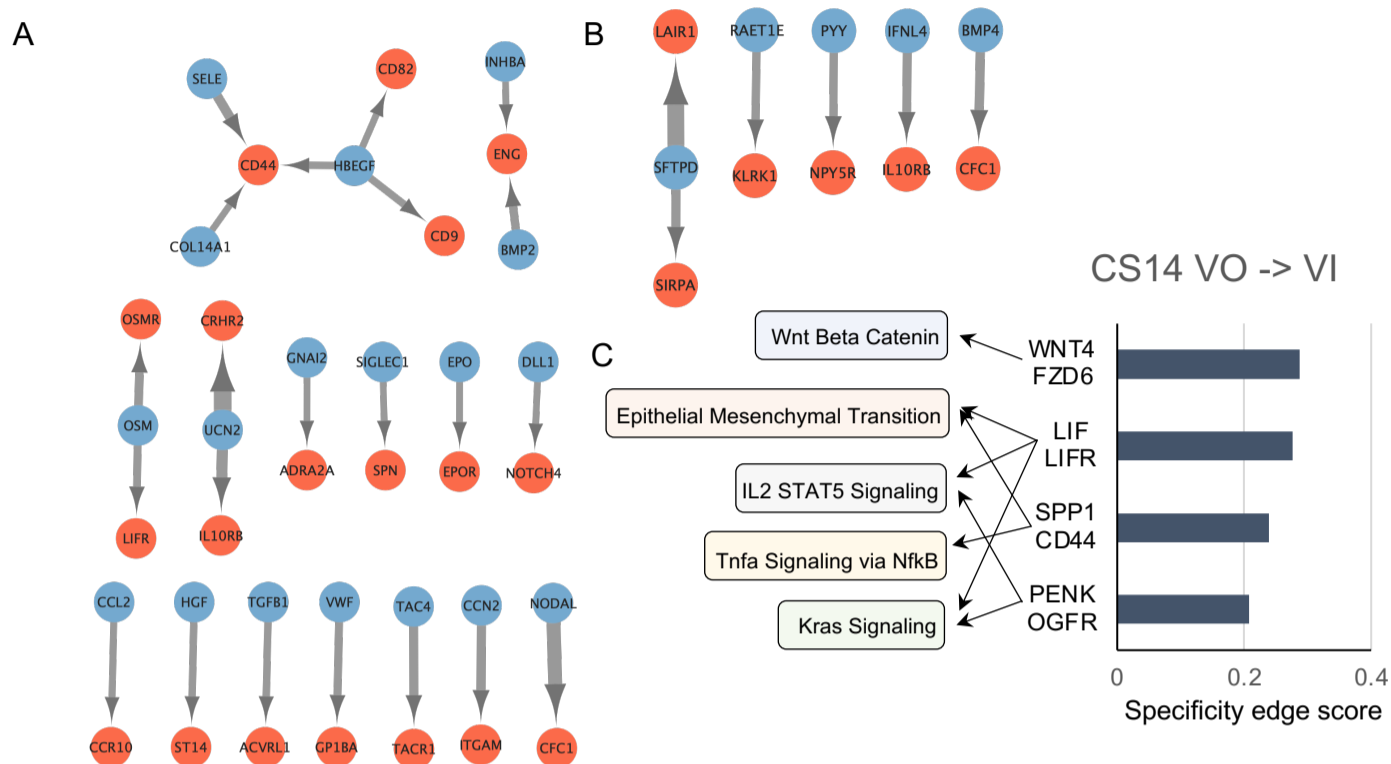 A
SELE
CD82
INHBA
CD44
HBEGF
ENG
COL14A1
CD9
BMP2
OSMR
CRHR2
GNAI2
SIGLEC1
EPO
DLL1
OSM
UCN2
ADRA2A
SPN
EPOR
NOTCH4
LIFR
IL10RB
CCL2
HGF
TGFB1
VWF
TAC4
CCN2
NODAL
CCR10
ST14
ACVRL1
GP1BA
TACR1
ITGAM
CFC1
B
LAIR1
RAET1E
PYY
IFNL4
BMP4
SFTPD
KLRK1
NPY5R
IL10RB
CFC1
SIRPA
C
CS14 VO -> VI
Wnt Beta Catenin
Epithelial Mesenchymal Transition
IL2 STAT5 Signaling
Tnfa Signaling via NfkB
Kras Signaling
WNT4
FZD6
LIF
LIFR
SPP1
CD44
PENK
OGFR
0
0.2
0.4
Specificity edge score